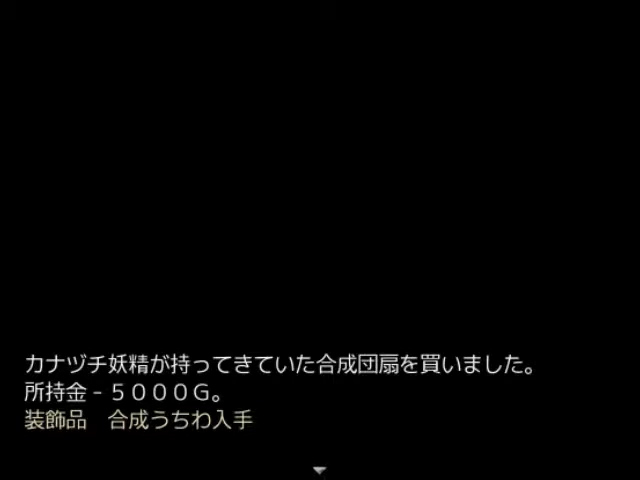 カナヅチ妖精が持ってきていた合成団扇を買いました。
所持金－５０００Ｇ。
装飾品　合成うちわ入手